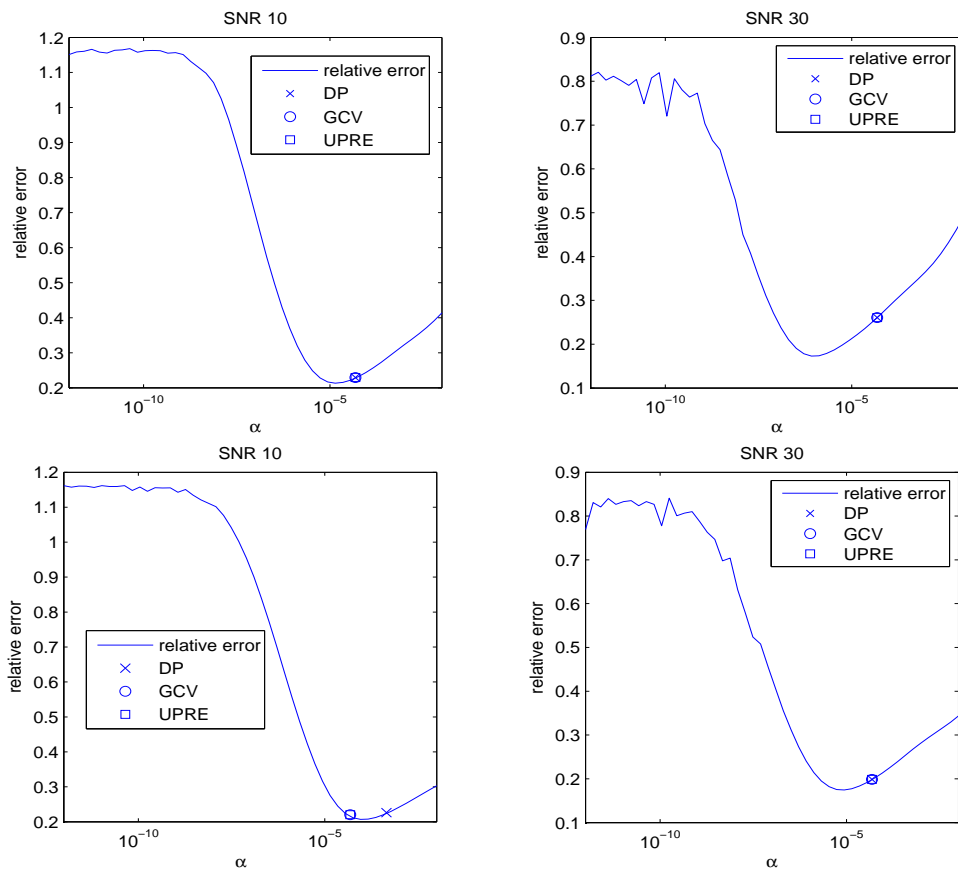 SNR 10
1.2
1.1
1
0.9
0.8
0.7
0.6
0.5
0.4
0.3
0.2
relative error
10^-10
10^-5
α
relative error
DP
GCV
UPRE
SNR 30
0.9
0.8
0.7
0.6
0.5
0.4
0.3
0.2
0.1
relative error
10^-10
10^-5
α
relative error
DP
GCV
UPRE
SNR 10
1.2
1.1
1
0.9
0.8
0.7
0.6
0.5
0.4
0.3
0.2
relative error
10^-10
10^-5
α
relative error
DP
GCV
UPRE
SNR 30
0.9
0.8
0.7
0.6
0.5
0.4
0.3
0.2
0.1
relative error
10^-10
10^-5
α
relative error
DP
GCV
UPRE